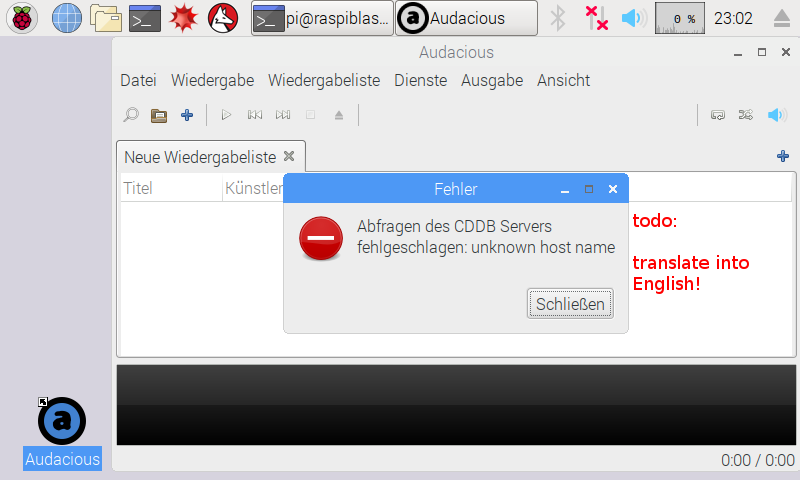 pi@raspiblas...
Audacious
0 %
23:02
Audacious
Datei Wiedergabe Wiedergabeliste Dienste Ausgabe Ansicht
Neue Wiedergabeliste
Titel Künstler
Fehler
Abfragen des CDDB Servers
fehlgeschlagen: unknown host name
Schließen
todo:
translate into
English!
a
Audacious
0:00 / 0:00